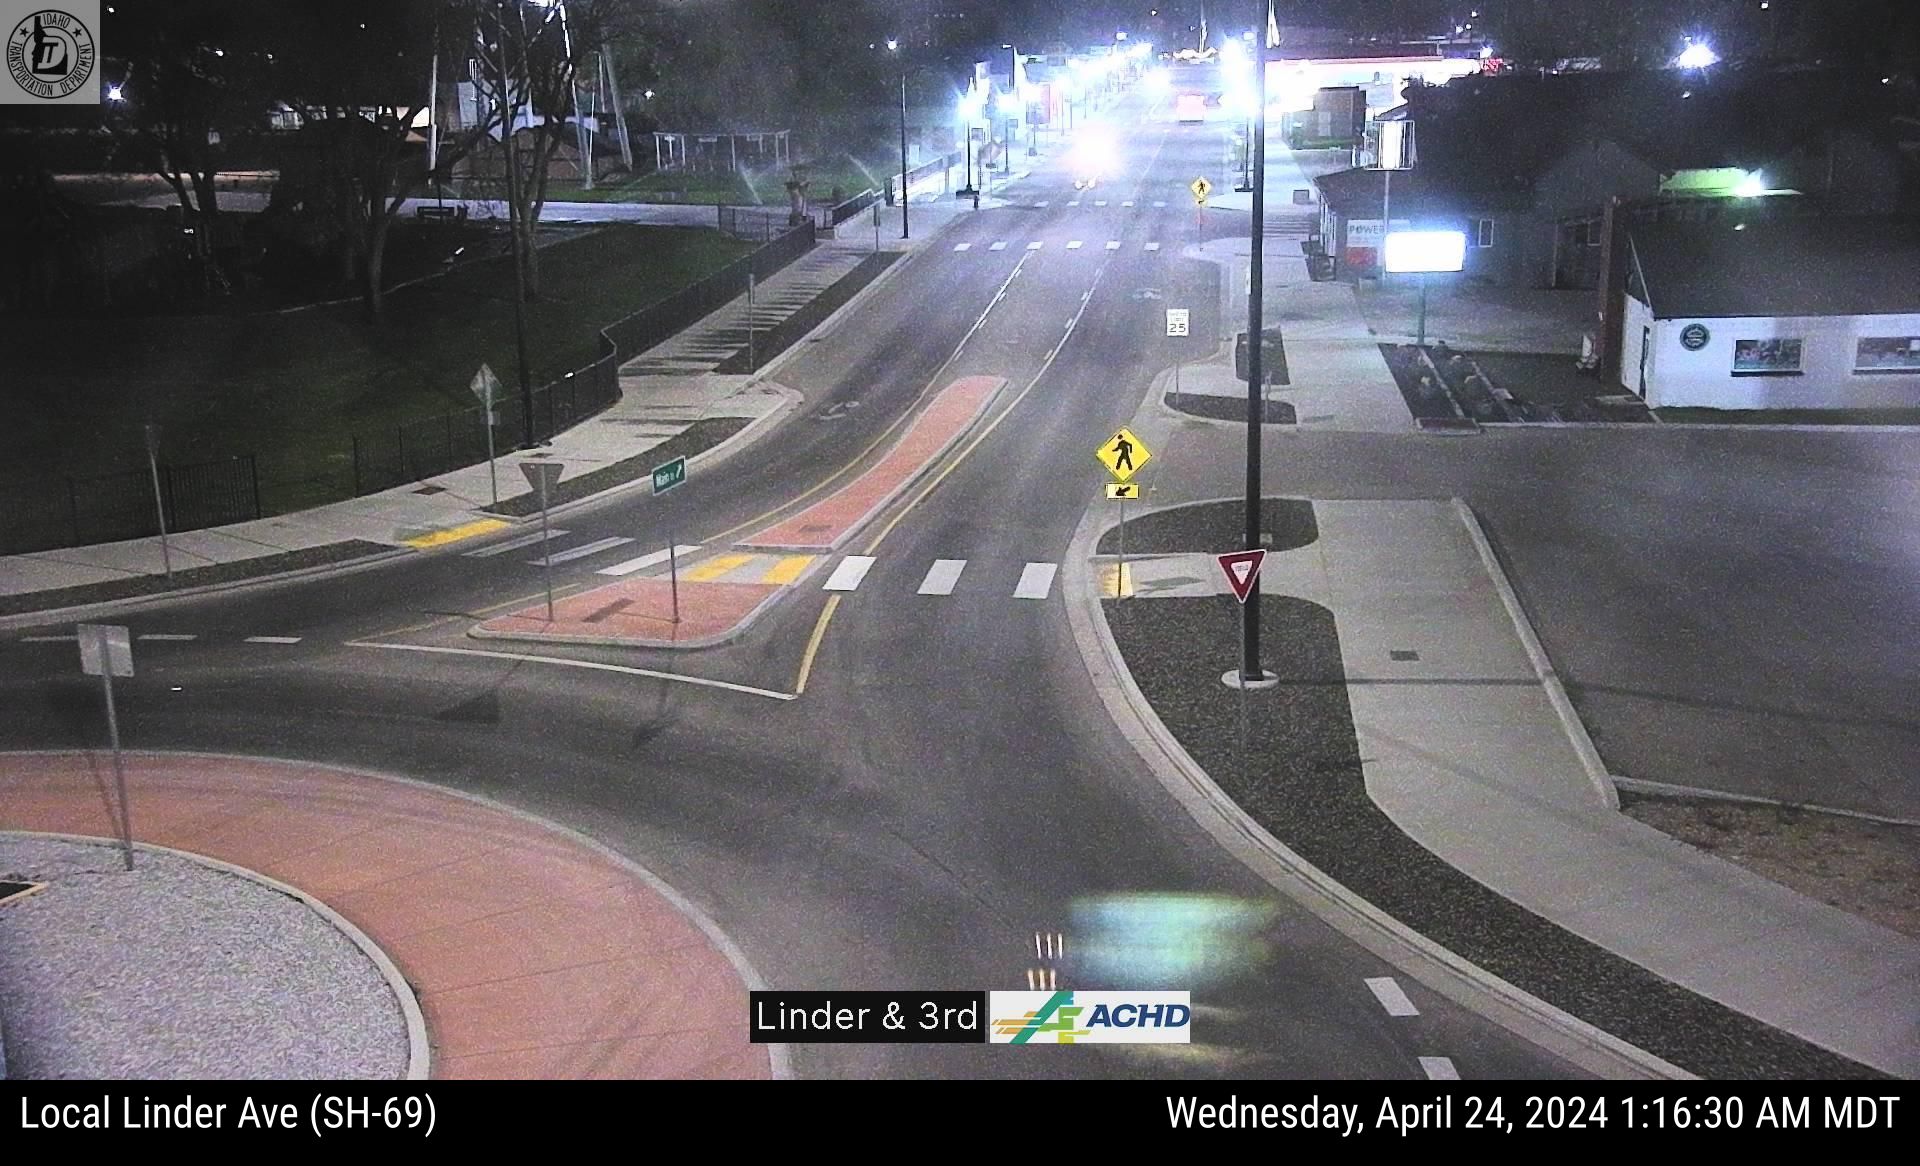 IDAHO
TRANSPORTATION DEPARTMENT
POWER
25
Main
Linder & 3rd
ACHD
Local Linder Ave (SH-69)
Wednesday, April 24, 2024 1:16:30 AM MDT